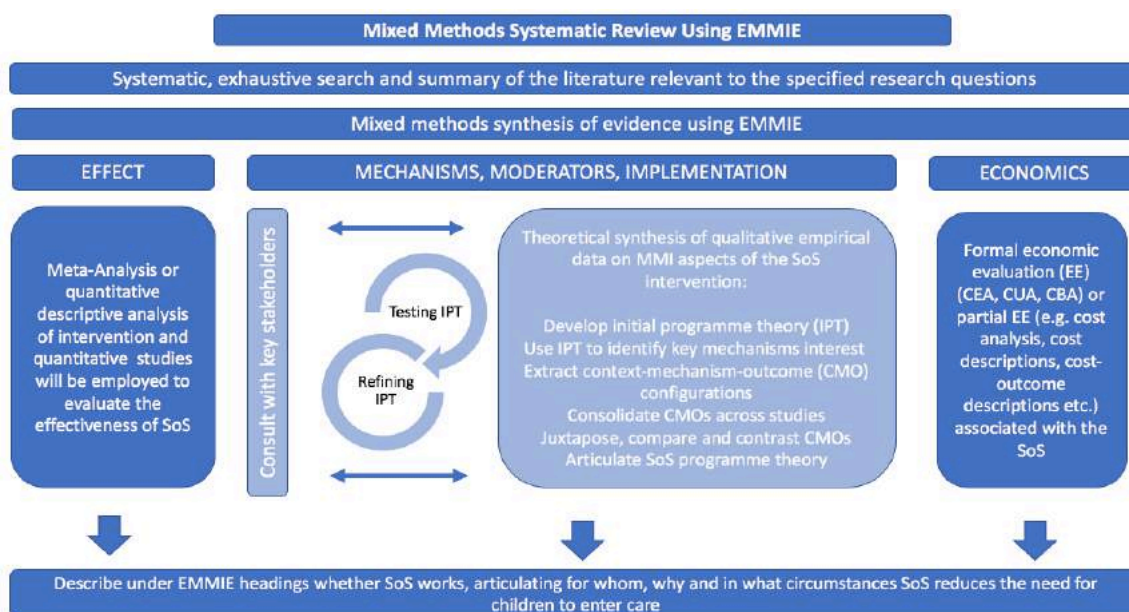 Mixed Methods Systematic Review Using EMMIE
Systematic, exhaustive search and summary of the literature relevant to the specified research questions
Mixed methods synthesis of evidence using EMMIE
EFFECT
MECHANISMS, MODERATORS, IMPLEMENTATION
ECONOMICS
Meta-Analysis or
quantitative
descriptive analysis
of intervention and
quantitative studies
will be employed to
evaluate the
effectiveness of SoS
Consult with key stakeholders
Testing IPT
Refining
IPT
Theoretical synthesis of qualitative empirical
data on MMI aspects of the SoS
intervention:
Develop initial programme theory (IPT)
Use IPT to identify key mechanisms interest
Extract context-mechanism-outcome (CMO)
configurations
Consolidate CMOs across studies
Juxtapose, compare and contrast CMOs
Articulate SoS programme theory
Formal economic
evaluation (EE)
(CEA, CUA, CBA) or
partial EE (e.g. cost
analysis, cost
descriptions, cost-
outcome
descriptions etc.)
associated with the
SoS
Describe under EMMIE headings whether SoS works, articulating for whom, why and in what circumstances SoS reduces the need for
children to enter care